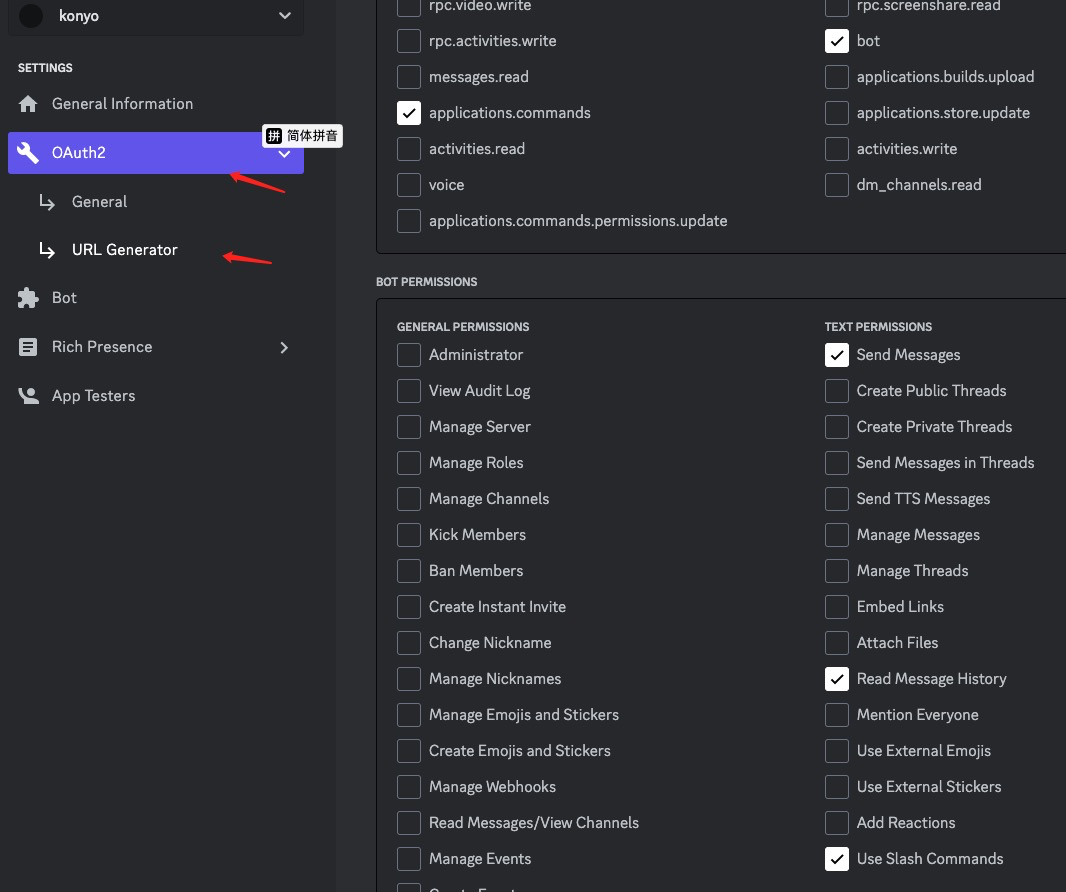 konyo
SETTINGS
General Information
OAuth2
拼 简体拼音
General
URL Generator
Bot
Rich Presence
App Testers
rpc.video.write
rpc.screenshare.read
rpc.activities.write
bot
messages.read
applications.builds.upload
applications.commands
applications.store.update
activities.read
activities.write
voice
dm_channels.read
applications.commands.permissions.update
BOT PERMISSIONS
GENERAL PERMISSIONS
Administrator
View Audit Log
Manage Server
Manage Roles
Manage Channels
Kick Members
Ban Members
Create Instant Invite
Change Nickname
Manage Nicknames
Manage Emojis and Stickers
Create Emojis and Stickers
Manage Webhooks
Read Messages/View Channels
Manage Events
TEXT PERMISSIONS
Send Messages
Create Public Threads
Create Private Threads
Send Messages in Threads
Send TTS Messages
Manage Messages
Manage Threads
Embed Links
Attach Files
Read Message History
Mention Everyone
Use External Emojis
Use External Stickers
Add Reactions
Use Slash Commands